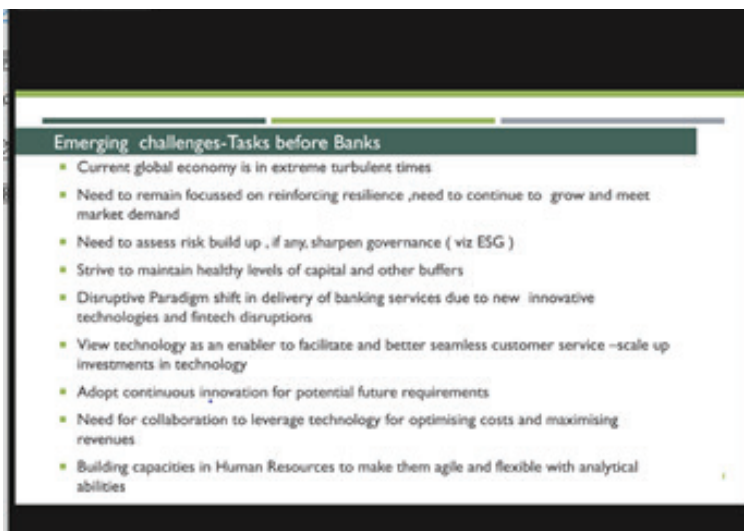 Emerging challenges-Tasks before Banks
Current global economy is in extreme turbulent times
Need to remain focussed on reinforcing resilience ,need to continue to grow and meet
market demand
Need to assess risk build up , if any, sharpen governance ( viz ESG )
Strive to maintain healthy levels of capital and other buffers
Disruptive Paradigm shift in delivery of banking services due to new innovative
technologies and fintech disruptions
View technology as an enabler to facilitate and better seamless customer service –scale up
investments in technology
Adopt continuous innovation for potential future requirements
Need for collaboration to leverage technology for optimising costs and maximising
revenues
Building capacities in Human Resources to make them agile and flexible with analytical
abilities